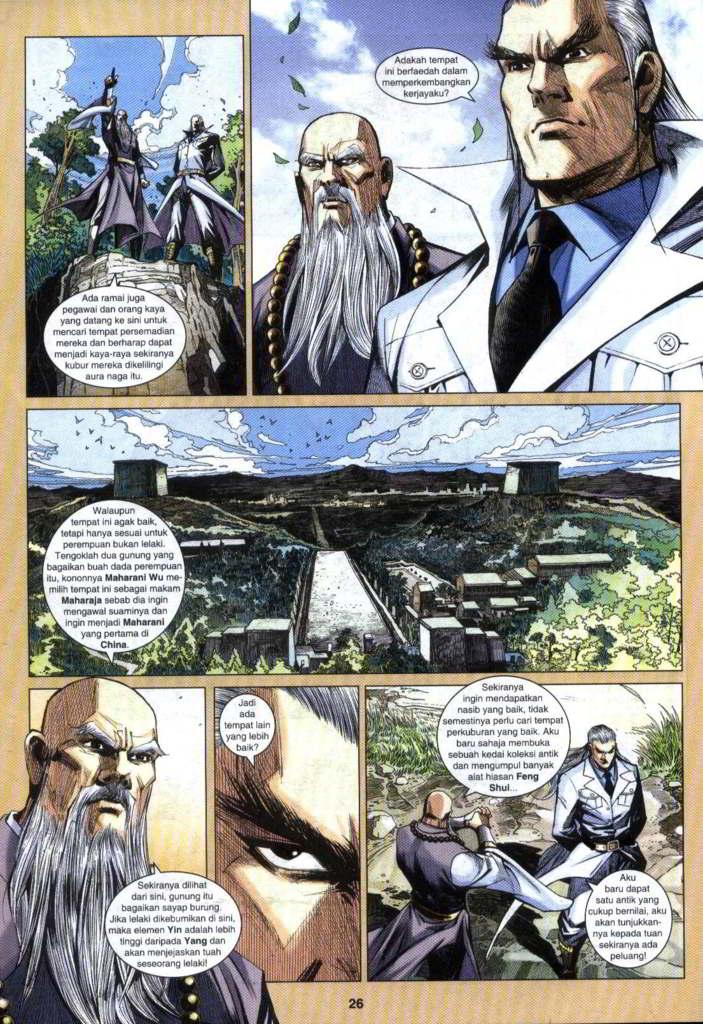 Ada ramai juga
pegawai dan orang kaya
yang datang ke sini untuk
mencari tempat persemadian
mereka dan berharap dapat
menjadi kaya-raya sekiranya
kubur mereka dikelilingi
aura naga itu.
Adakah tempat
ini berfaedah dalam
memperkembangkan
kerjayaku?
Walaupun
tempat ini agak baik,
tetapi hanya sesuai untuk
perempuan bukan lelaki.
Tengoklah dua gunung yang
bagaikan buah dada perempuan
itu, kononnya Maharani Wu me-
milih tempat ini sebagai makam
Maharaja sebab dia ingin
mengawal suaminya dan
ingin menjadi Maharani
yang pertama di
China.
Sekiranya dilihat
dari sini, gunung itu
bagaikan sayap burung.
Jika lelaki dikebumikan di sini,
maka elemen Yin adalah lebih
tinggi daripada Yang dan
akan menjejaskan tuah
seseorang lelaki!
Jadi
ada
tempat lain
yang lebih
baik?
Sekiranya
ingin mendapatkan
nasib yang baik, tidak
semestinya perlu cari tempat
perkuburan yang baik. Aku
baru sahaja membuka
sebuah kedai koleksi antik
dan mengumpul banyak
alat hiasan Feng
Shui...
Aku
baru dapat
satu antik yang
cukup bernilai, aku
akan tunjukkan-
nya kepada tuan
sekiranya ada
peluang!
26